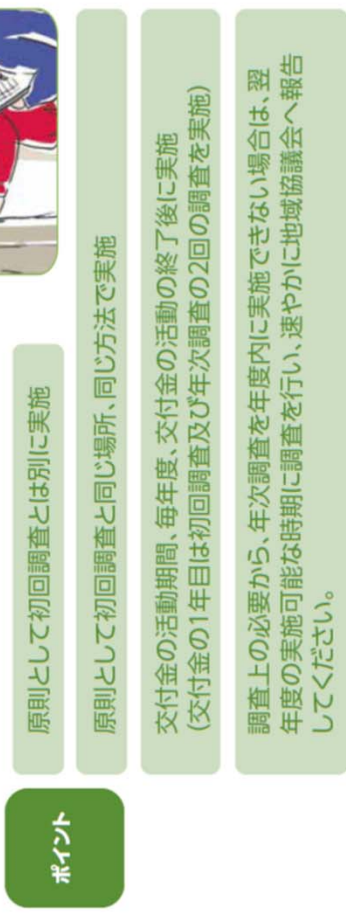 ポイント
原則として初回調査とは別に実施
原則として初回調査と同じ場所、同じ方法で実施
交付金の活動期間、毎年度、交付金の活動の終了後に実施
(交付金の1年目は初回調査及び年次調査の2回の調査を実施)
調査上の必要から、年次調査を年度内に実施できない場合は、翌
年度の実施可能な時期に調査を行い、速やかに地域協議会へ報告
してください。